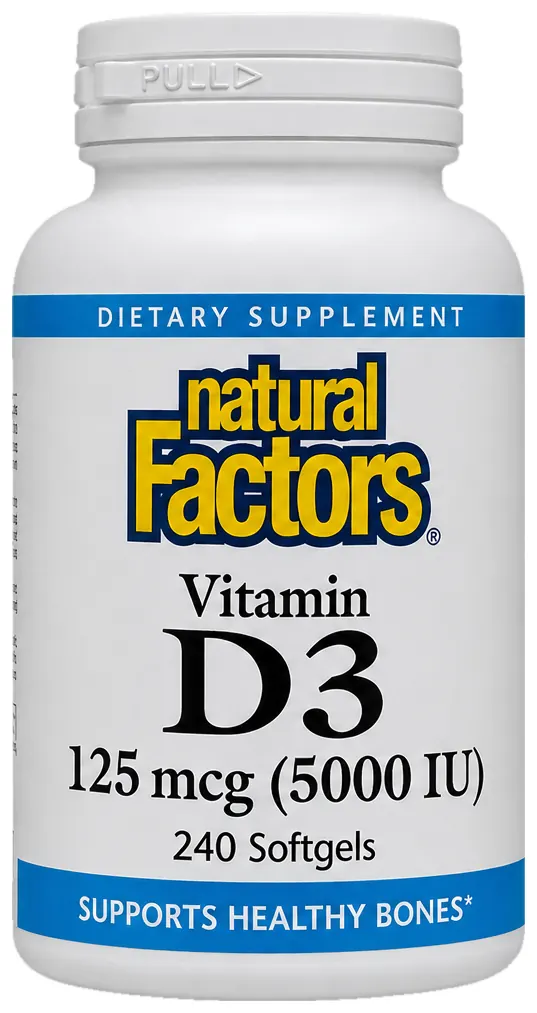 PULL
DIETARY SUPPLEMENT
natural
Factors®
Vitamin
D3
125 mcg (5000 IU)
240 Softgels
SUPPORTS HEALTHY BONES*